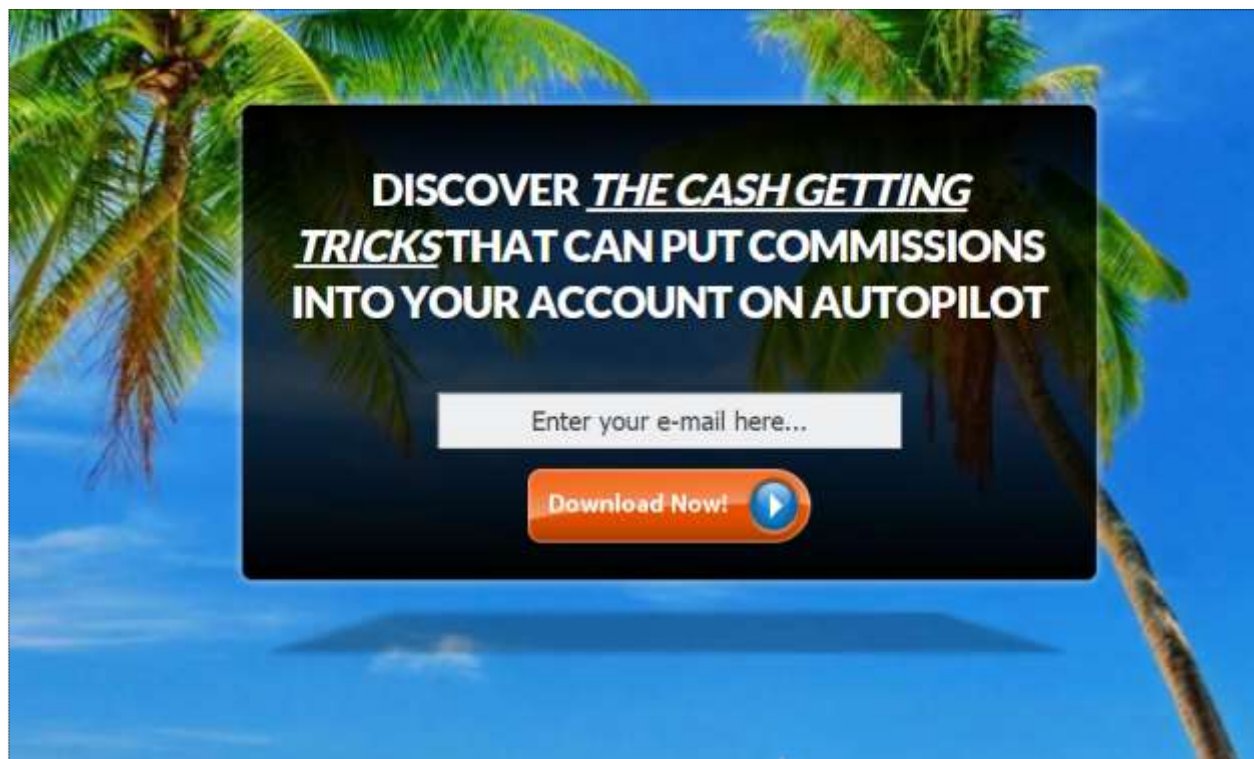 DISCOVER THE CASH GETTING
TRICKS THAT CAN PUT COMMISSIONS
INTO YOUR ACCOUNT ON AUTOPILOT
Enter your e-mail here...
Download Now!